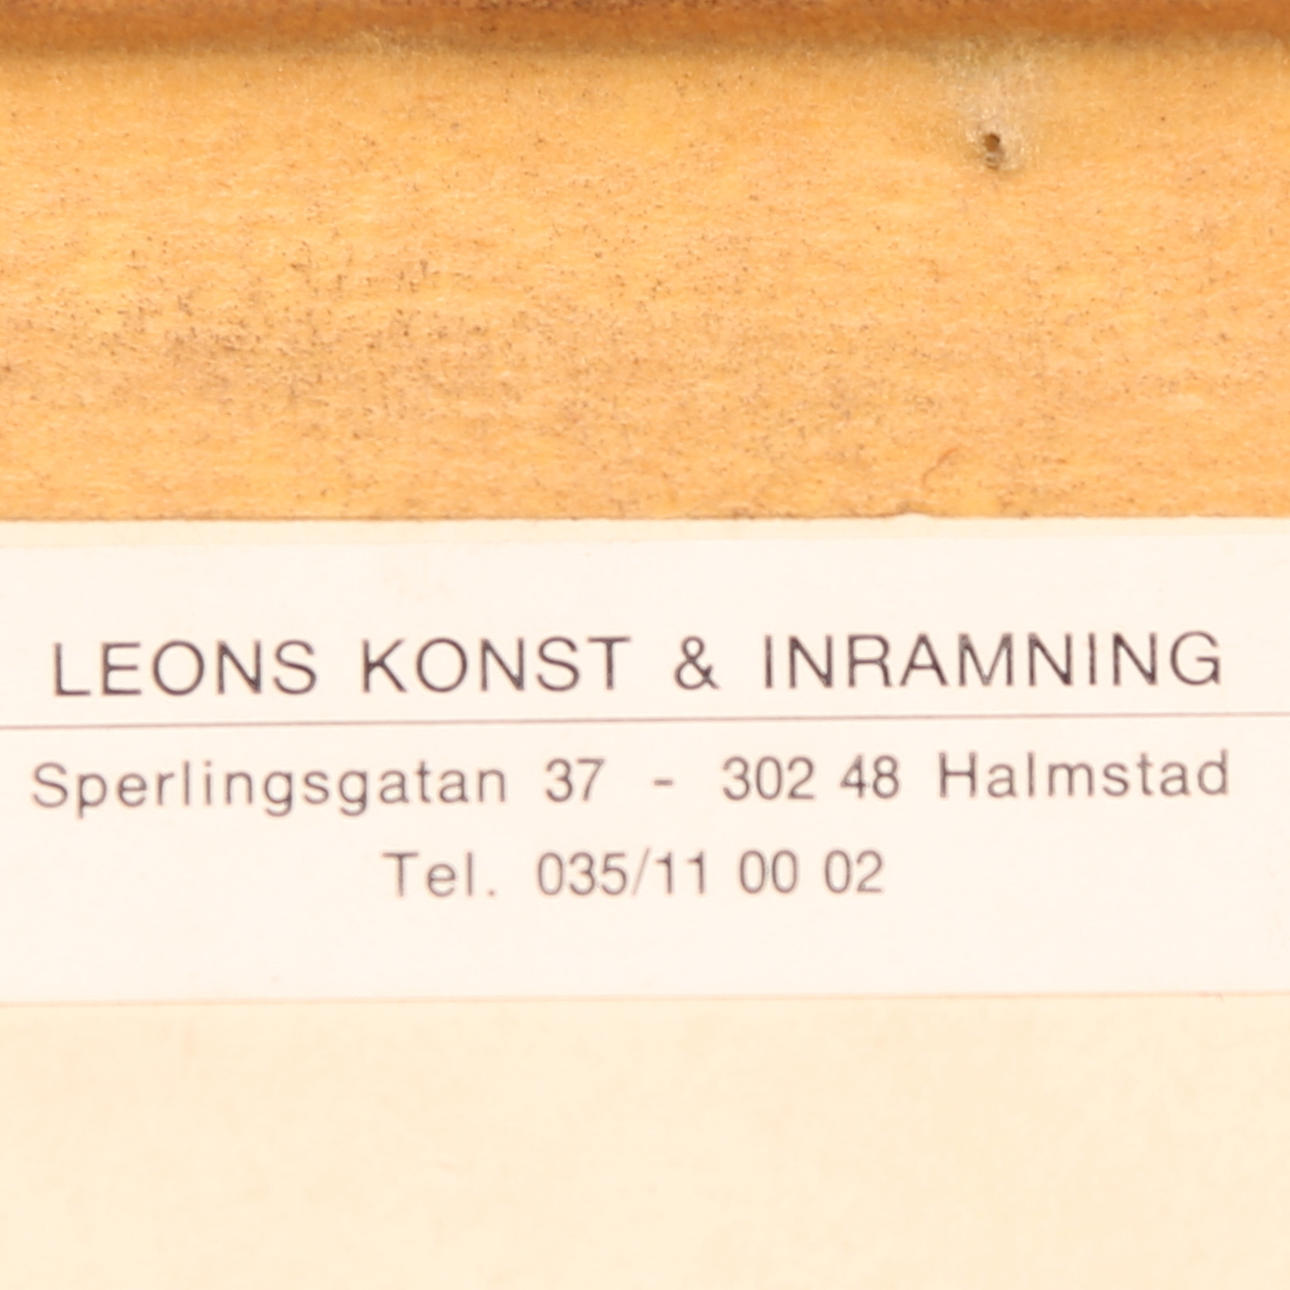 LEONS KONST & INRAMNING
Sperlingsgatan 37 - 302 48 Halmstad
Tel. 035/11 00 02